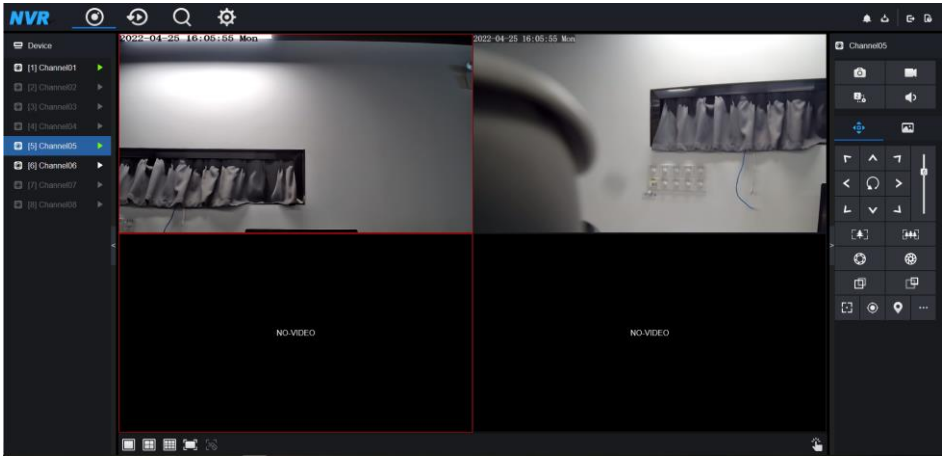 NVR
Device
[1] Channel01
[2] Channel02
[3] Channel03
[4] Channel04
[5] Channel05
[6] Channel06
[7] Channel07
[8] Channel08
2022-04-25 16:05:55 Mon
2022-04-25 16:05:55 Mon
NO-VIDEO
NO-VIDEO
Channel05